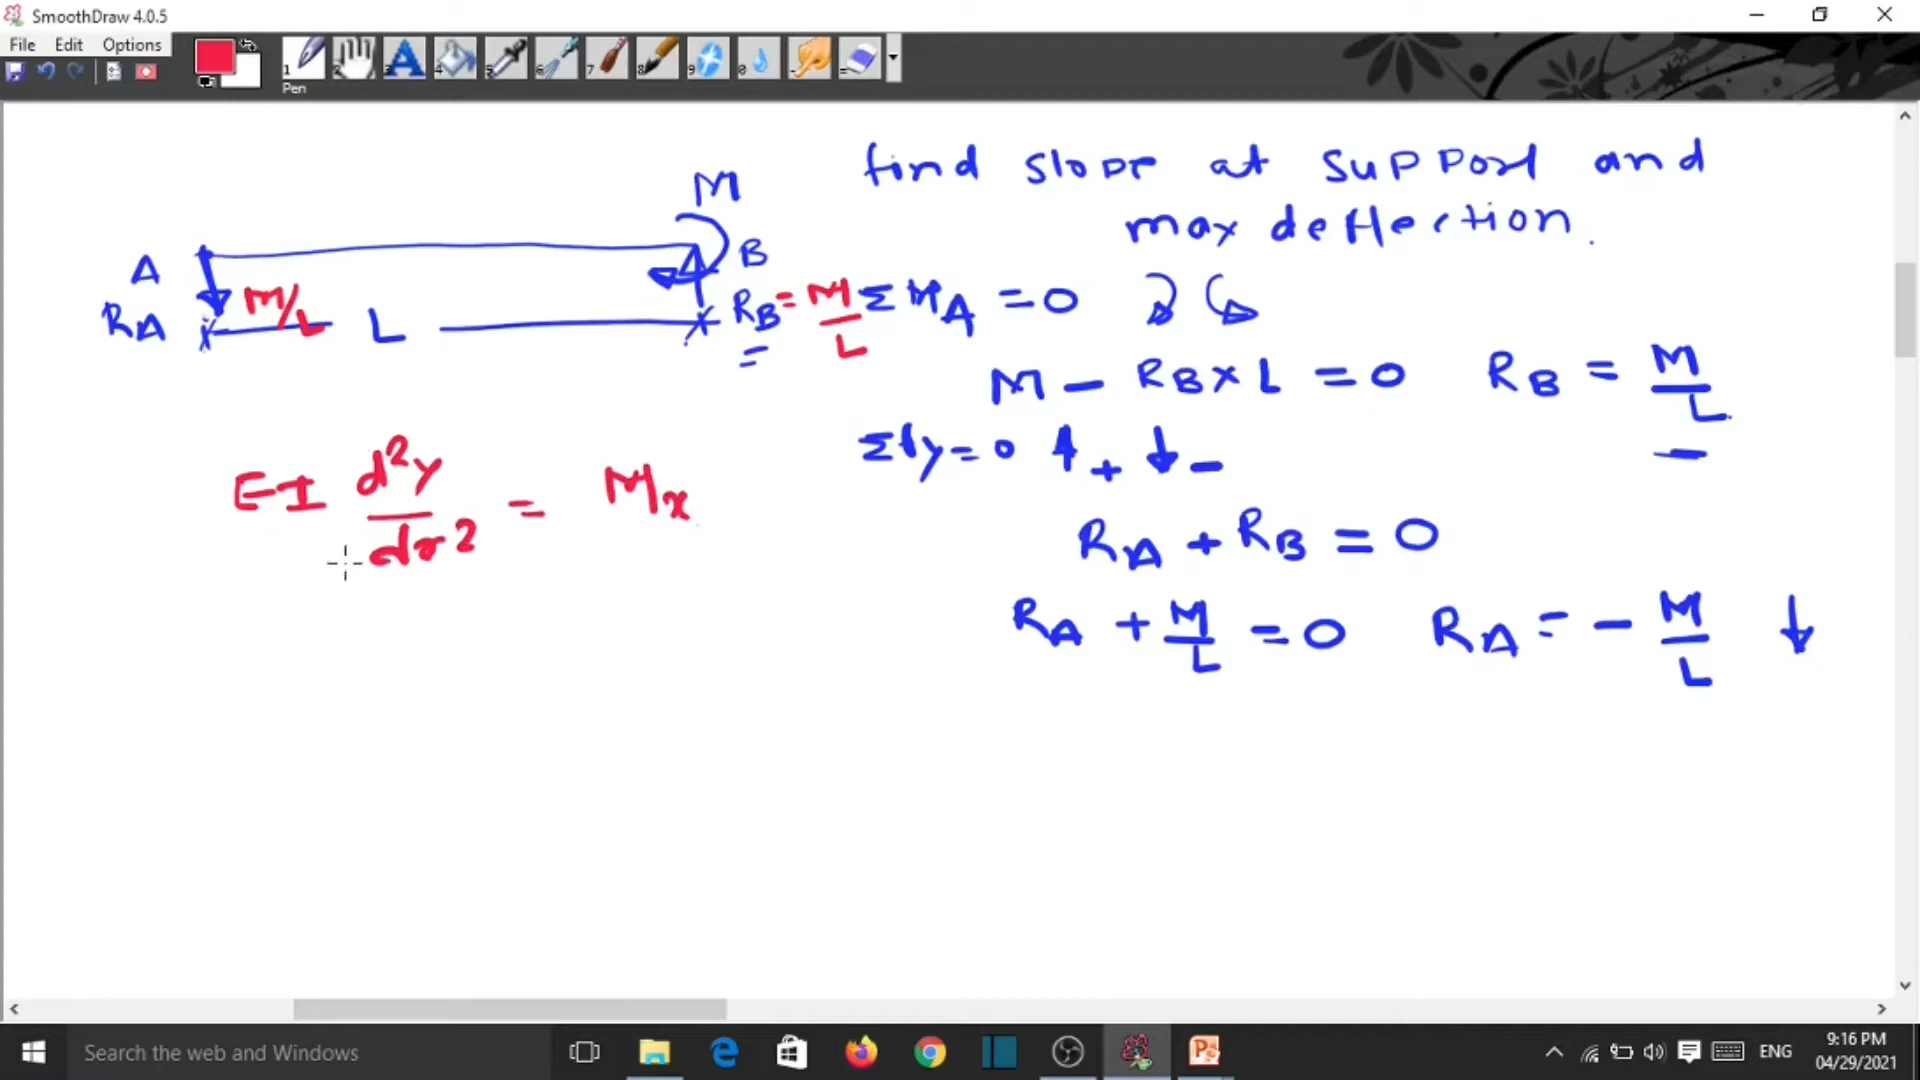 SmoothDraw 4.0.5
File Edit Options
Pen
find slope at support and
max deflection.
M
A
B
RA
M/L
L
RB = M/L
ΣMA = 0
M - RB x L = 0 RB = M/L
Σfy = 0 ↑ + ↓ -
EI d²y/dx² = Mx
RA + RB = 0
RA + M/L = 0 RA = - M/L ↓
Search the web and Windows
ENG
9:16 PM
04/29/2021